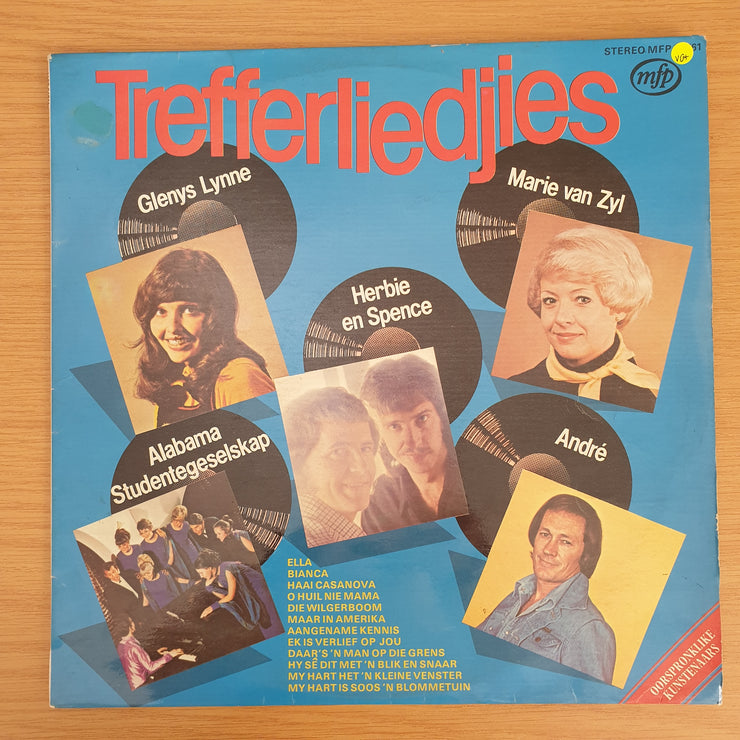 STEREO MFP 61
mfp
VG+
Trefferliedjies
Glenys Lynne
Marie van Zyl
Herbie
en Spence
Alabama
Studentegeselskap
André
ELLA
BIANCA
HAAI CASANOVA
O HUIL NIE MAMA
DIE WILGERBOOM
MAAR IN AMERIKA
AANGENAME KENNIS
EK IS VERLIEF OP JOU
DAAR'S 'N MAN OP DIE GRENS
HY SÊ DIT MET 'N BLIK EN SNAAR
MY HART HET 'N KLEINE VENSTER
MY HART IS SOOS 'N BLOMMETUIN
OORSPRONKLIKE
KUNSTENAARS